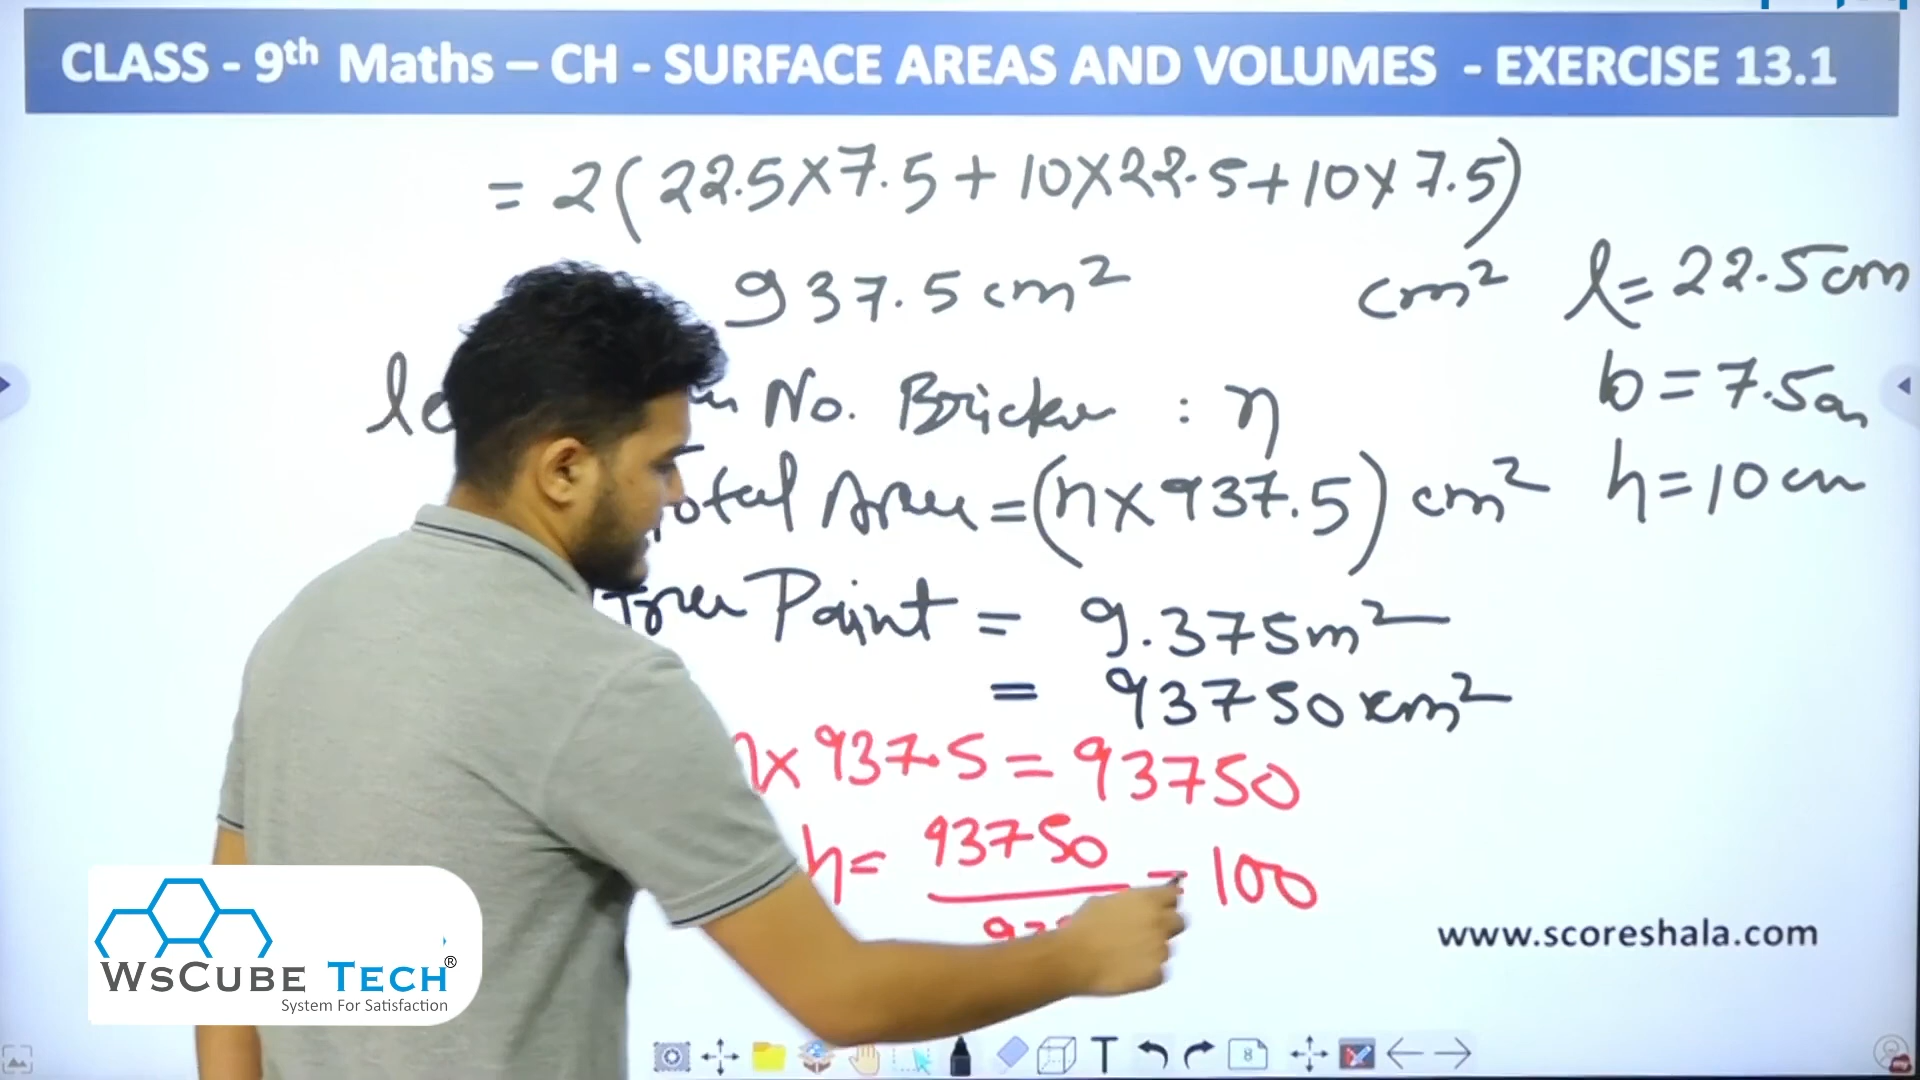 CLASS - 9th Maths – CH - SURFACE AREAS AND VOLUMES - EXERCISE 13.1
= 2(22.5×7.5+10×22.5+10×7.5)
937.5 cm² cm²
l = 22.5 cm
b = 7.5 cm
h = 10 cm
No. Bricks : n
Area = (n×937.5) cm²
Paint = 9.375m²
= 93750 cm²
n× 937.5 = 93750
n = 93750 = 100
www.scoreshala.com
WSCUBE TECH®
System For Satisfaction
T
8